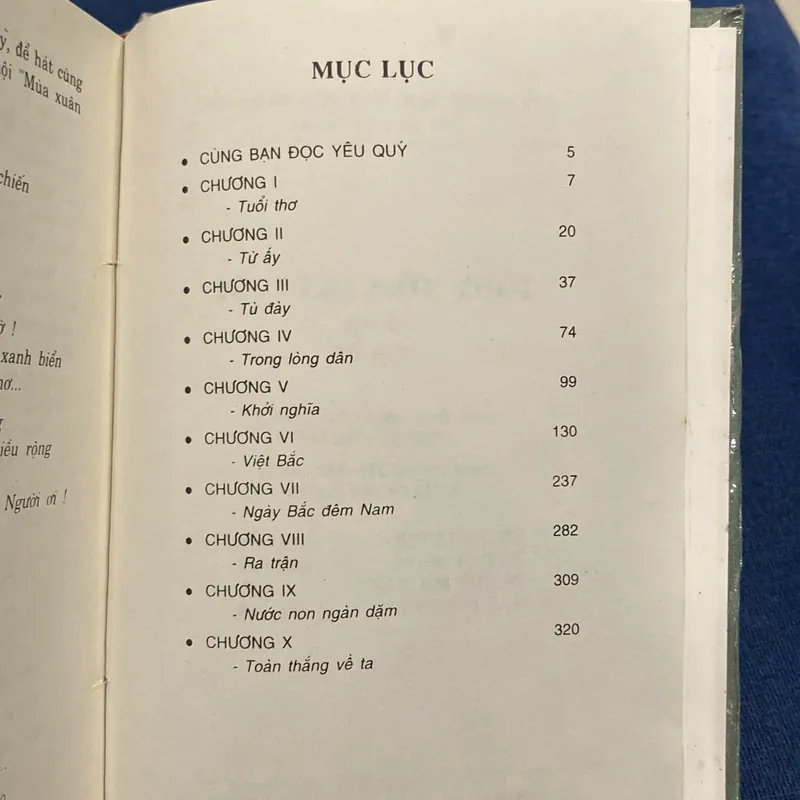 ỳ, để hát cùng
ội "Mùa xuân
chiến
ờ !
xanh biển
hơ...
iều rộng
Người ơi !
MỤC LỤC
• CÙNG BẠN ĐỌC YÊU QUÝ 5
• CHƯƠNG I 7
- Tuổi thơ
• CHƯƠNG II 20
- Từ ấy
• CHƯƠNG III 37
- Tù đày
• CHƯƠNG IV 74
- Trong lòng dân
• CHƯƠNG V 99
- Khởi nghĩa
• CHƯƠNG VI 130
- Việt Bắc
• CHƯƠNG VII 237
- Ngày Bắc đêm Nam
• CHƯƠNG VIII 282
- Ra trận
• CHƯƠNG IX 309
- Nước non ngàn dặm
• CHƯƠNG X 320
- Toàn thắng về ta